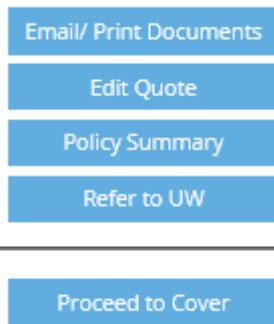 Email/ Print Documents
Edit Quote
Policy Summary
Refer to UW
Proceed to Cover